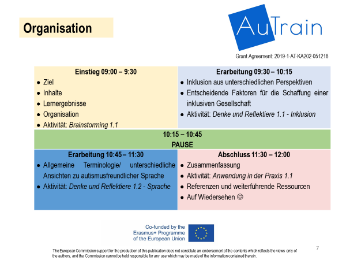 Organisation
AuTrain
Grant Agreement: 2019-1-AT-KA202-051218
Einstieg 09:00 – 9:30
● Ziel
● Inhalte
● Lernergebnisse
● Organisation
● Aktivität: Brainstorming 1.1
Erarbeitung 09:30 – 10:15
● Inklusion aus unterschiedlichen Perspektiven
● Entscheidende Faktoren für die Schaffung einer
inklusiven Gesellschaft
● Aktivität: Denke und Reflektiere 1.1 - Inklusion
10:15 – 10:45
PAUSE
Erarbeitung 10:45 – 11:30
● Allgemeine Terminologie/ unterschiedliche
Ansichten zu autismusfreundlicher Sprache
● Aktivität: Denke und Reflektiere 1.2 - Sprache
Abschluss 11:30 – 12:00
● Zusammenfassung
● Aktivität: Anwendung in der Praxis 1.1
● Referenzen und weiterführende Ressourcen
● Auf Wiedersehen ☺
Co-funded by the
Erasmus+ Programme
of the European Union
The European Commission support for the production of this publication does not constitute an endorsement of the contents which reflects the views only of
the authors, and the Commission cannot be held responsible for any use which may be made of the information contained therein.
7